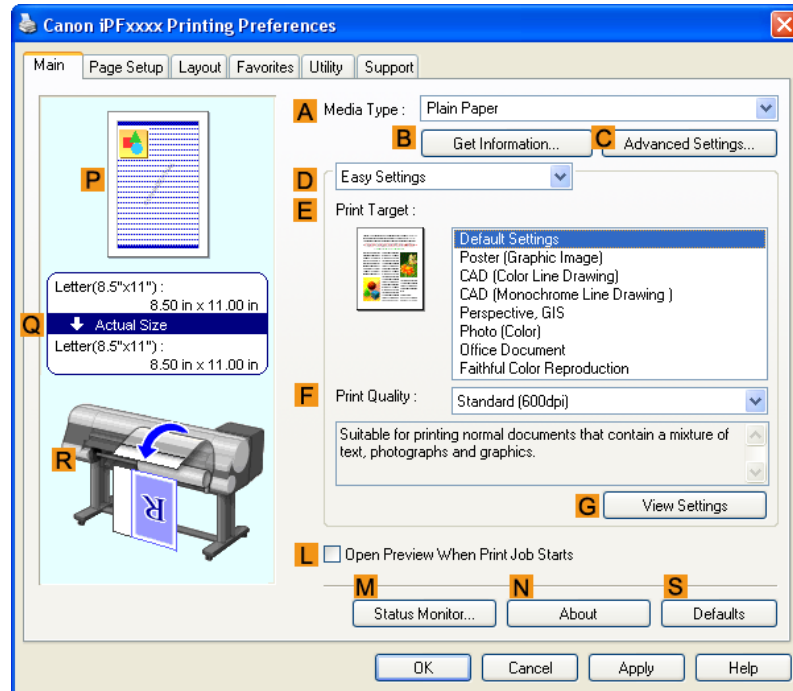 Canon iPFxxxx Printing Preferences
Main Page Setup Layout Favorites Utility Support
A Media Type : Plain Paper
B Get Information... C Advanced Settings...
P
D Easy Settings
E Print Target :
Default Settings
Poster (Graphic Image)
CAD (Color Line Drawing)
CAD (Monochrome Line Drawing )
Perspective, GIS
Photo (Color)
Office Document
Faithful Color Reproduction
Letter(8.5"x11") :
8.50 in x 11.00 in
Q Actual Size
Letter(8.5"x11") :
8.50 in x 11.00 in
F Print Quality : Standard (600dpi)
Suitable for printing normal documents that contain a mixture of
text, photographs and graphics.
R
R
G View Settings
L Open Preview When Print Job Starts
M N S
Status Monitor... About Defaults
OK Cancel Apply Help